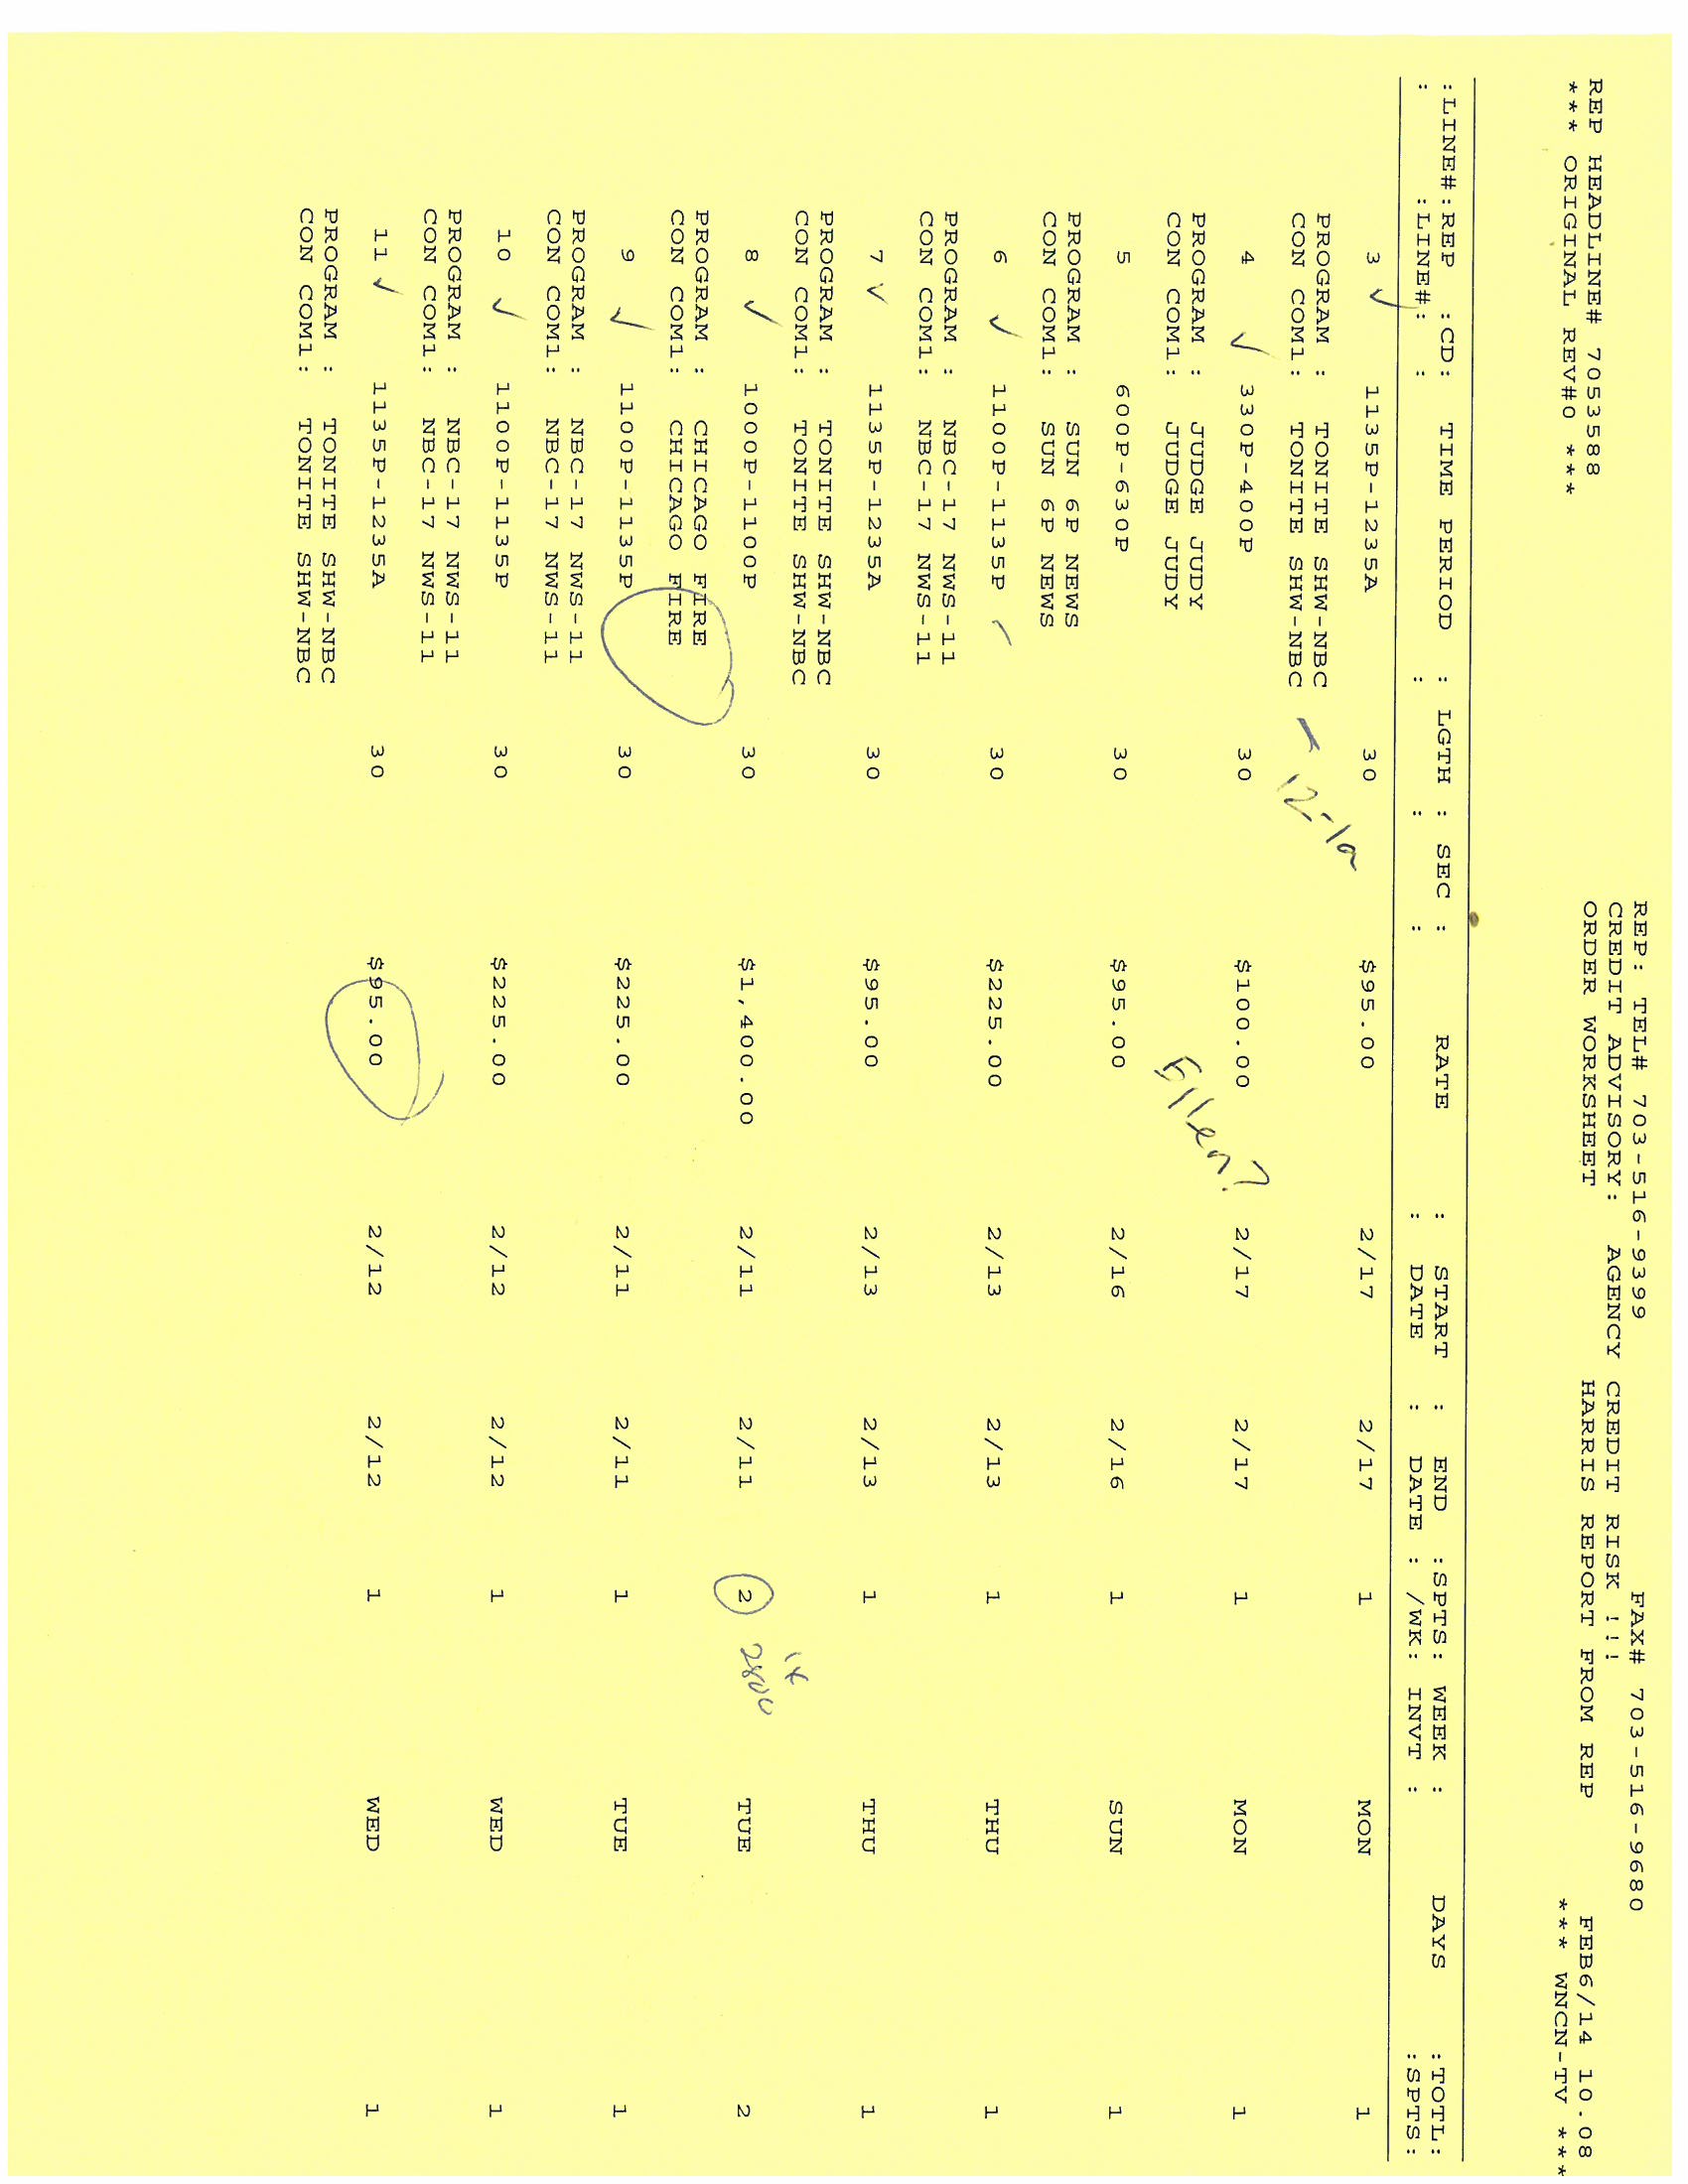 REP: TEL# 703-516-9399 FAX# 703-516-9680
CREDIT ADVISORY: AGENCY CREDIT RISK !!!
REP HEADLINE# 7053588 ORDER WORKSHEET HARRIS REPORT FROM REP FEB6/14 10.08
*** ORIGINAL REV#0 *** *** WNCN-TV ***
:LINE#:REP :CD: TIME PERIOD : LGTH : SEC : RATE : START : END :SPTS: WEEK : DAYS :TOTL:
: :LINE#: : : : : DATE : DATE : /WK: INVT : :SPTS:
3 ✓ 1135P-1235A 30 $95.00 2/17 2/17 1 MON 1
PROGRAM : TONITE SHW-NBC
CON COM1: TONITE SHW-NBC - 12-1a
4 ✓ 330P-400P 30 $100.00 2/17 2/17 1 MON 1
PROGRAM : JUDGE JUDY
CON COM1: JUDGE JUDY
5 600P-630P 30 $95.00 2/16 2/16 1 SUN 1
PROGRAM : SUN 6P NEWS
CON COM1: SUN 6P NEWS
6 ✓ 1100P-1135P 30 $225.00 2/13 2/13 1 THU 1
PROGRAM : NBC-17 NWS-11
CON COM1: NBC-17 NWS-11
7 ✓ 1135P-1235A 30 $95.00 2/13 2/13 1 THU 1
PROGRAM : TONITE SHW-NBC
CON COM1: TONITE SHW-NBC
8 ✓ 1000P-1100P 30 $1,400.00 2/11 2/11 2 1x 2800 TUE 2
PROGRAM : CHICAGO FIRE
CON COM1: CHICAGO FIRE
9 ✓ 1100P-1135P 30 $225.00 2/11 2/11 1 TUE 1
PROGRAM : NBC-17 NWS-11
CON COM1: NBC-17 NWS-11
10 ✓ 1100P-1135P 30 $225.00 2/12 2/12 1 WED 1
PROGRAM : NBC-17 NWS-11
CON COM1: NBC-17 NWS-11
11 ✓ 1135P-1235A 30 $95.00 2/12 2/12 1 WED 1
PROGRAM : TONITE SHW-NBC
CON COM1: TONITE SHW-NBC